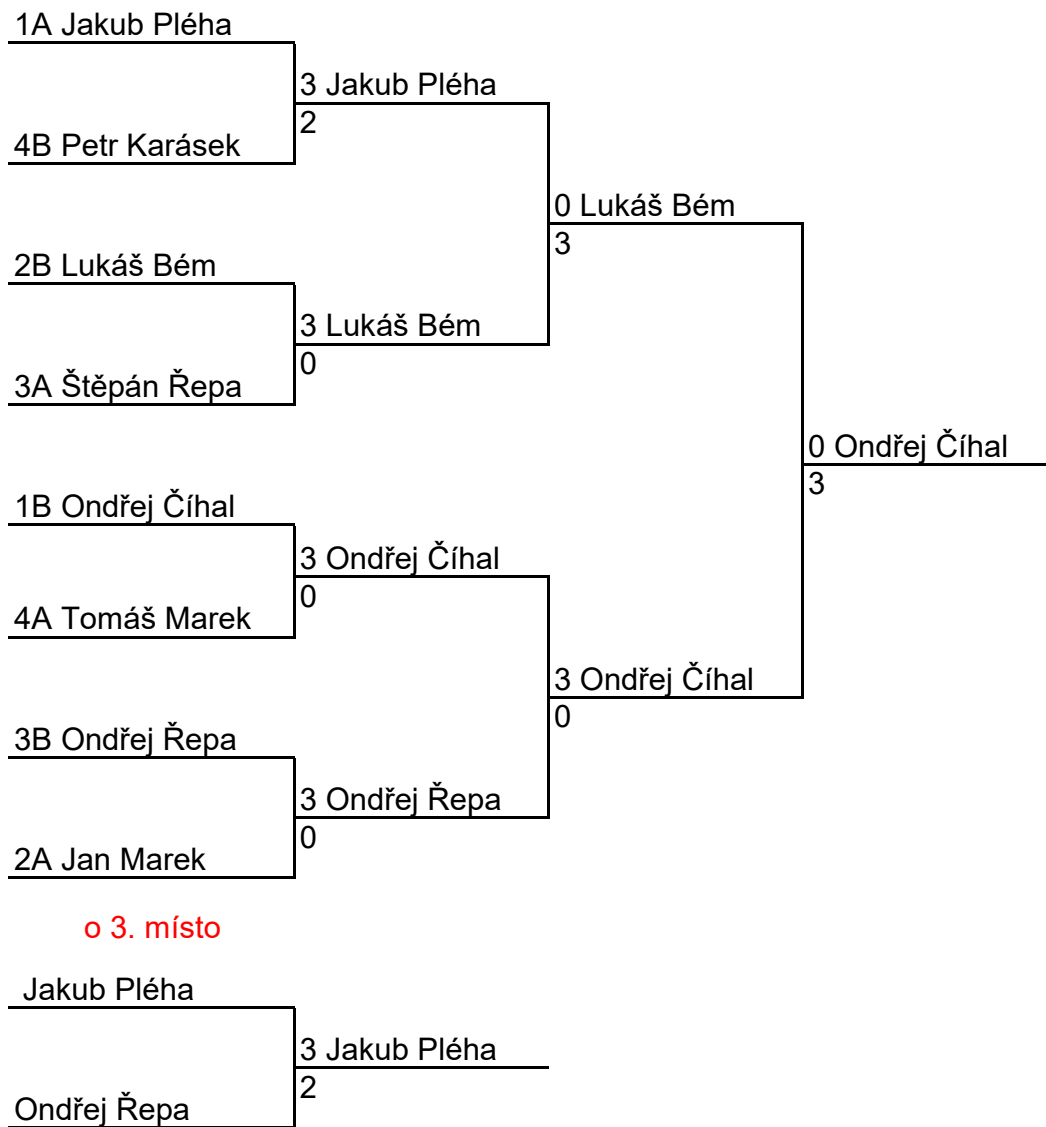 1A Jakub Pléha
3 Jakub Pléha
2
4B Petr Karásek
0 Lukáš Bém
3
2B Lukáš Bém
3 Lukáš Bém
0
3A Štěpán Řepa
0 Ondřej Číhal
3
1B Ondřej Číhal
3 Ondřej Číhal
0
4A Tomáš Marek
3 Ondřej Číhal
0
3B Ondřej Řepa
3 Ondřej Řepa
0
2A Jan Marek
o 3. místo
Jakub Pléha
3 Jakub Pléha
2
Ondřej Řepa